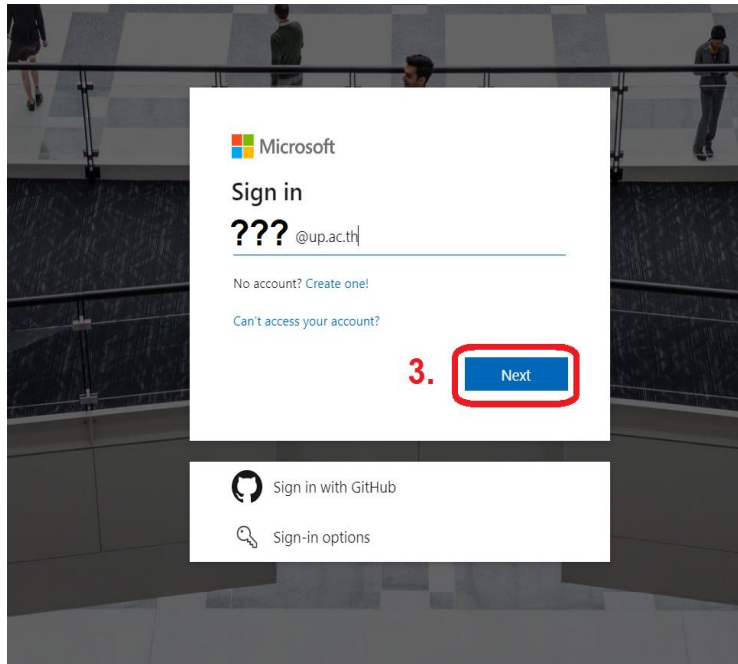 Microsoft
Sign in
??? @up.ac.th
No account? Create one!
Can't access your account?
3. Next
Sign in with GitHub
Sign-in options